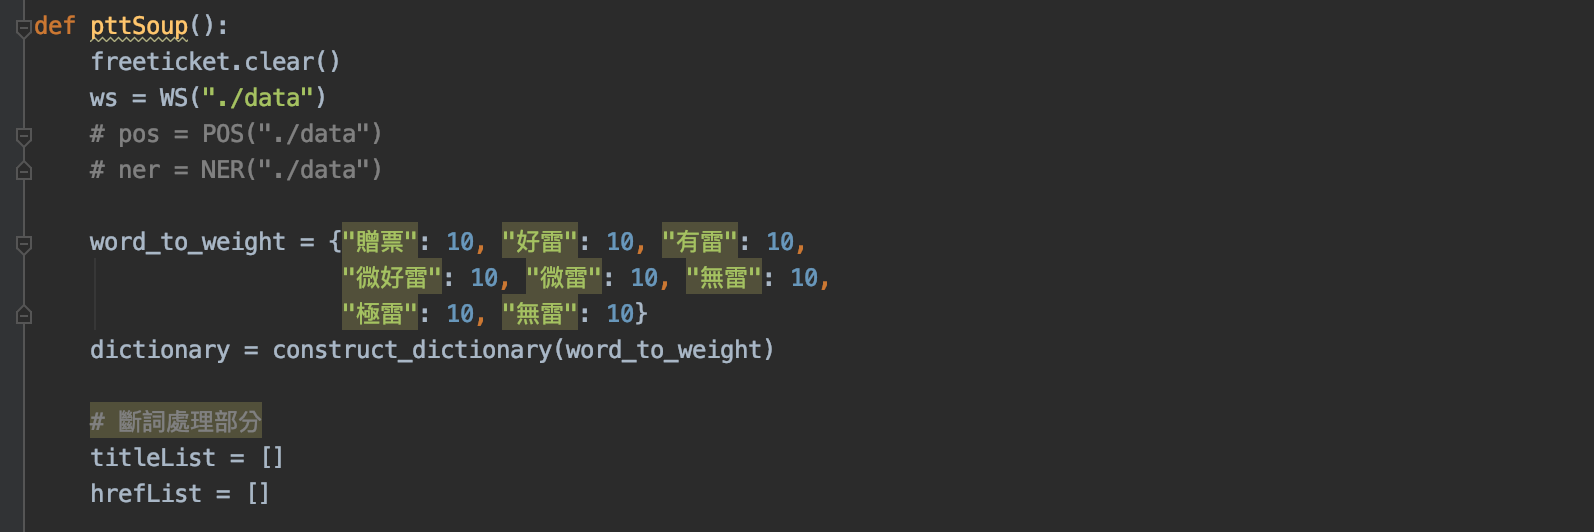 def pttSoup():
freeticket.clear()
ws = WS("./data")
# pos = POS("./data")
# ner = NER("./data")
word_to_weight = {"贈票": 10, "好雷": 10, "有雷": 10,
"微好雷": 10, "微雷": 10, "無雷": 10,
"極雷": 10, "無雷": 10}
dictionary = construct_dictionary(word_to_weight)
# 斷詞處理部分
titleList = []
hrefList = []